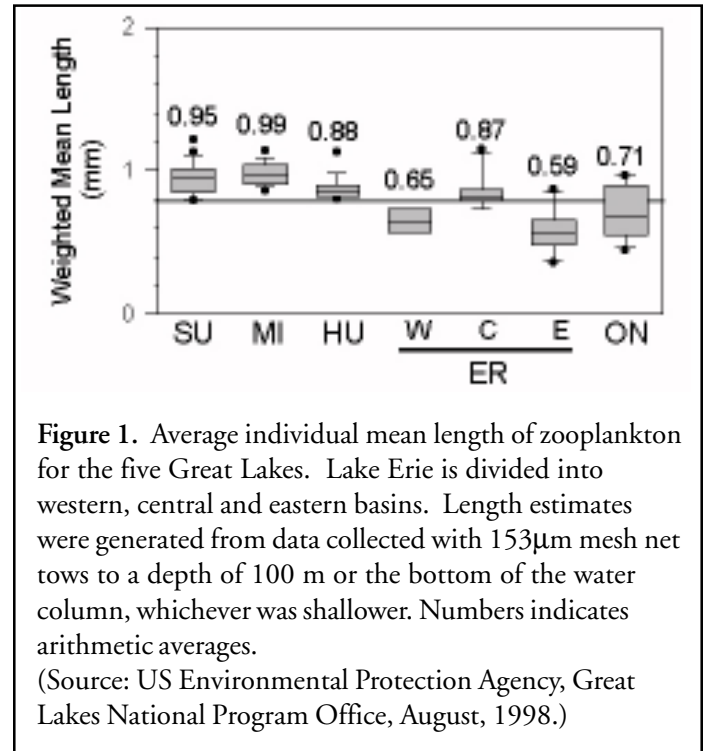 2
Weighted Mean Length
(mm)
0.95
0.99
0.88
0.87
0.65
0.59
0.71
1
0
SU MI HU W C E ON
ER
Figure 1. Average individual mean length of zooplankton
for the five Great Lakes. Lake Erie is divided into
western, central and eastern basins. Length estimates
were generated from data collected with 153µm mesh net
tows to a depth of 100 m or the bottom of the water
column, whichever was shallower. Numbers indicates
arithmetic averages.
(Source: US Environmental Protection Agency, Great
Lakes National Program Office, August, 1998.)